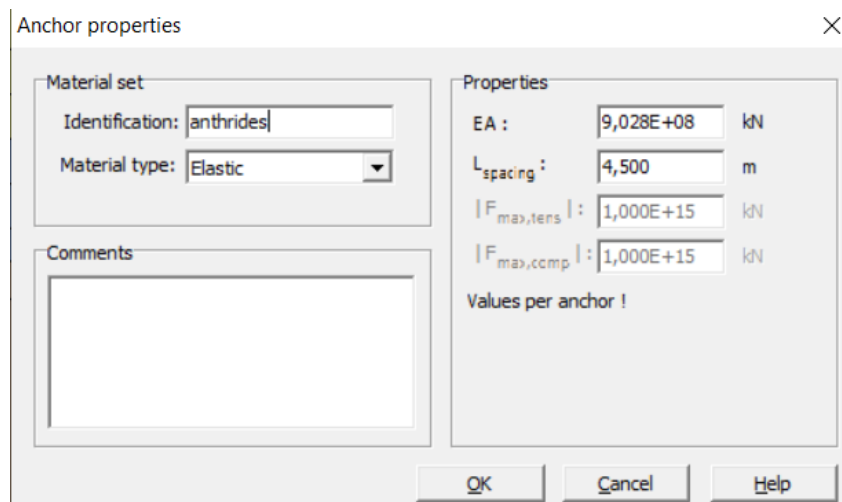 Anchor properties
Material set
Identification: anthrides
Material type: Elastic
Comments
Properties
EA : 9,028E+08 kN
Lspacing : 4,500 m
|Fmax,tens| : 1,000E+15 kN
|Fmax,comp| : 1,000E+15 kN
Values per anchor !
OK Cancel Help